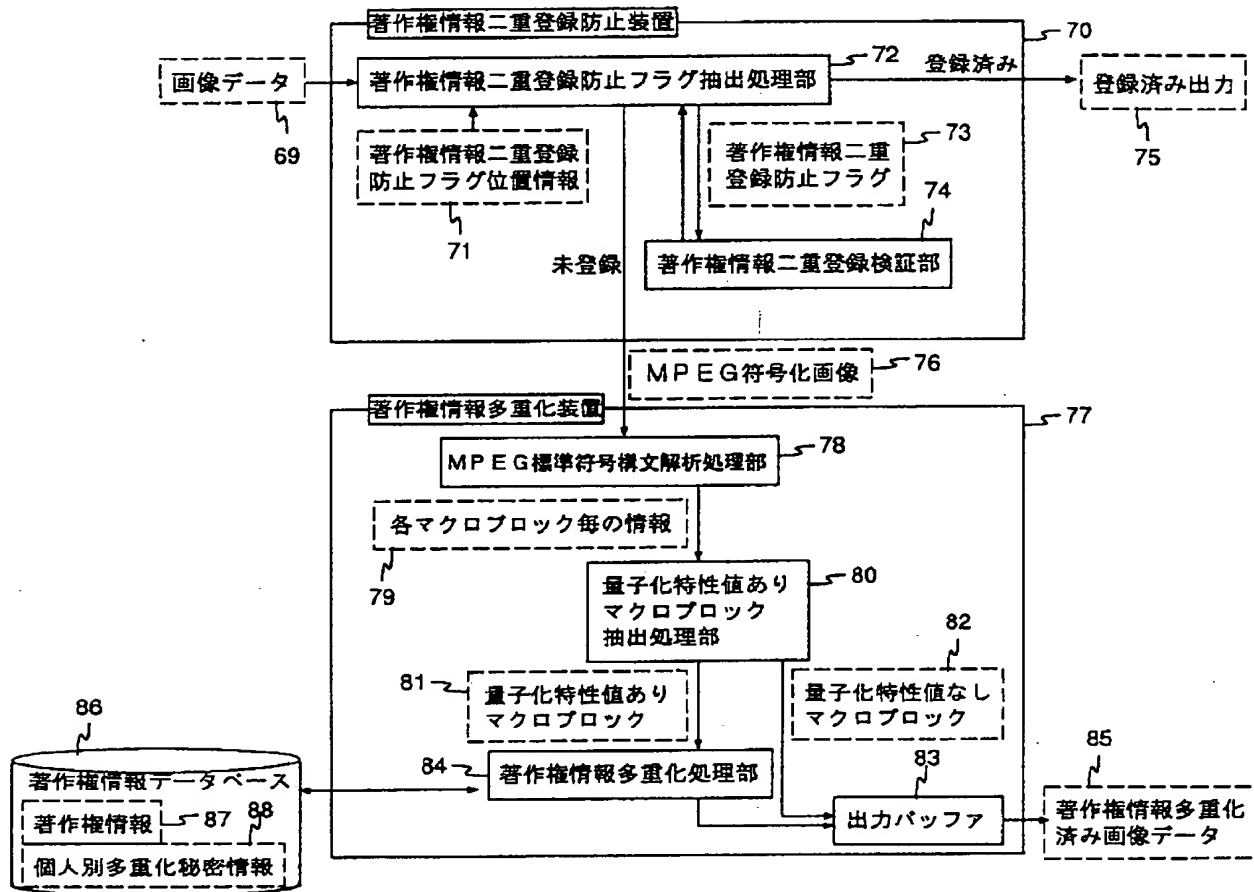 著作権情報二重登録防止装置
70
画像データ
69
著作権情報二重登録防止フラグ抽出処理部
72
登録済み
登録済み出力
75
著作権情報二重登録
防止フラグ位置情報
71
著作権情報二重
登録防止フラグ
73
74
著作権情報二重登録検証部
未登録
MPEG符号化画像
76
著作権情報多重化装置
77
MPEG標準符号構文解析処理部
78
各マクロブロック毎の情報
79
量子化特性値あり
マクロブロック
抽出処理部
80
81
量子化特性値あり
マクロブロック
82
量子化特性値なし
マクロブロック
86
著作権情報データベース
著作権情報
87
88
個人別多重化秘密情報
84
著作権情報多重化処理部
83
出力バッファ
85
著作権情報多重化
済み画像データ